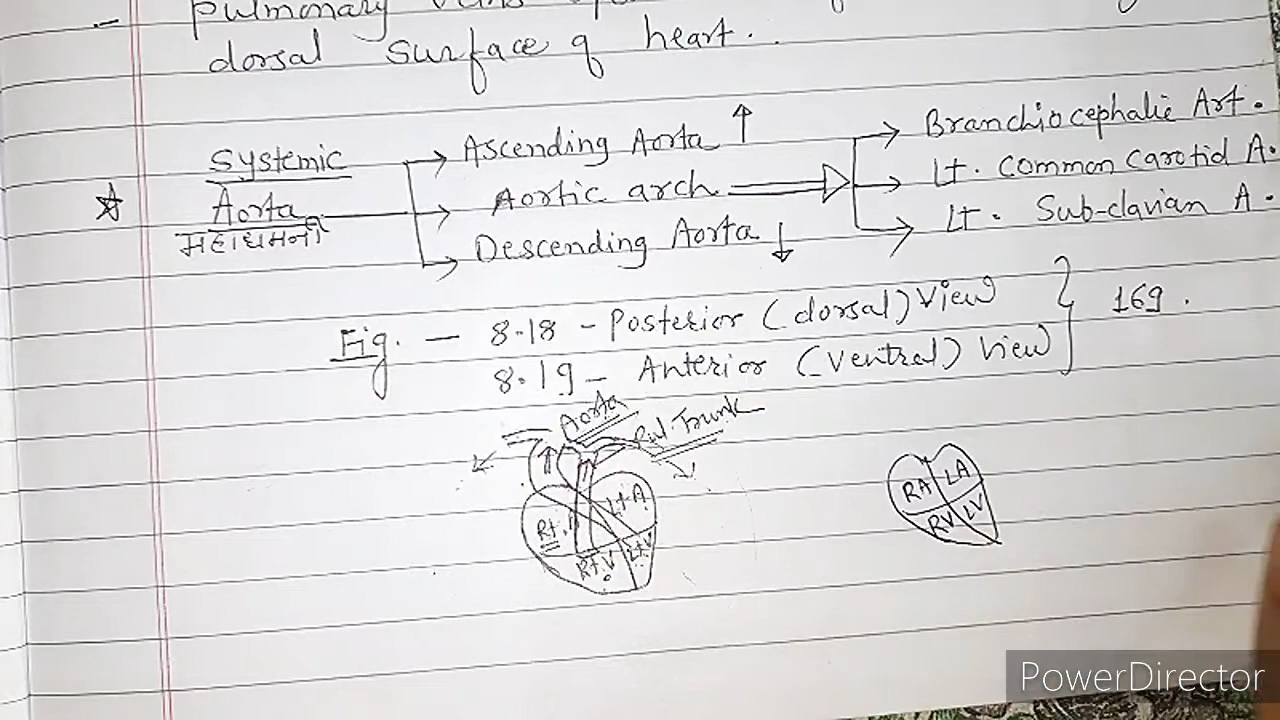 - Pulmonary
dorsal surface of heart.
Systemic
Aorta
महाधमनी
Ascending Aorta ↑
Aortic arch
Descending Aorta ↓
Branchiocephalic Art.
Lt. Common Carotid A.
Lt. Sub-clavian A.
Fig. - 8.18 - Posterior (dorsal) View
8.19 - Anterior (Ventral) View } 169.
Aorta
Pul Trunk
Rt. A
Lt A
Rt. V
Lt. V
RA LA
RV LV
PowerDirector